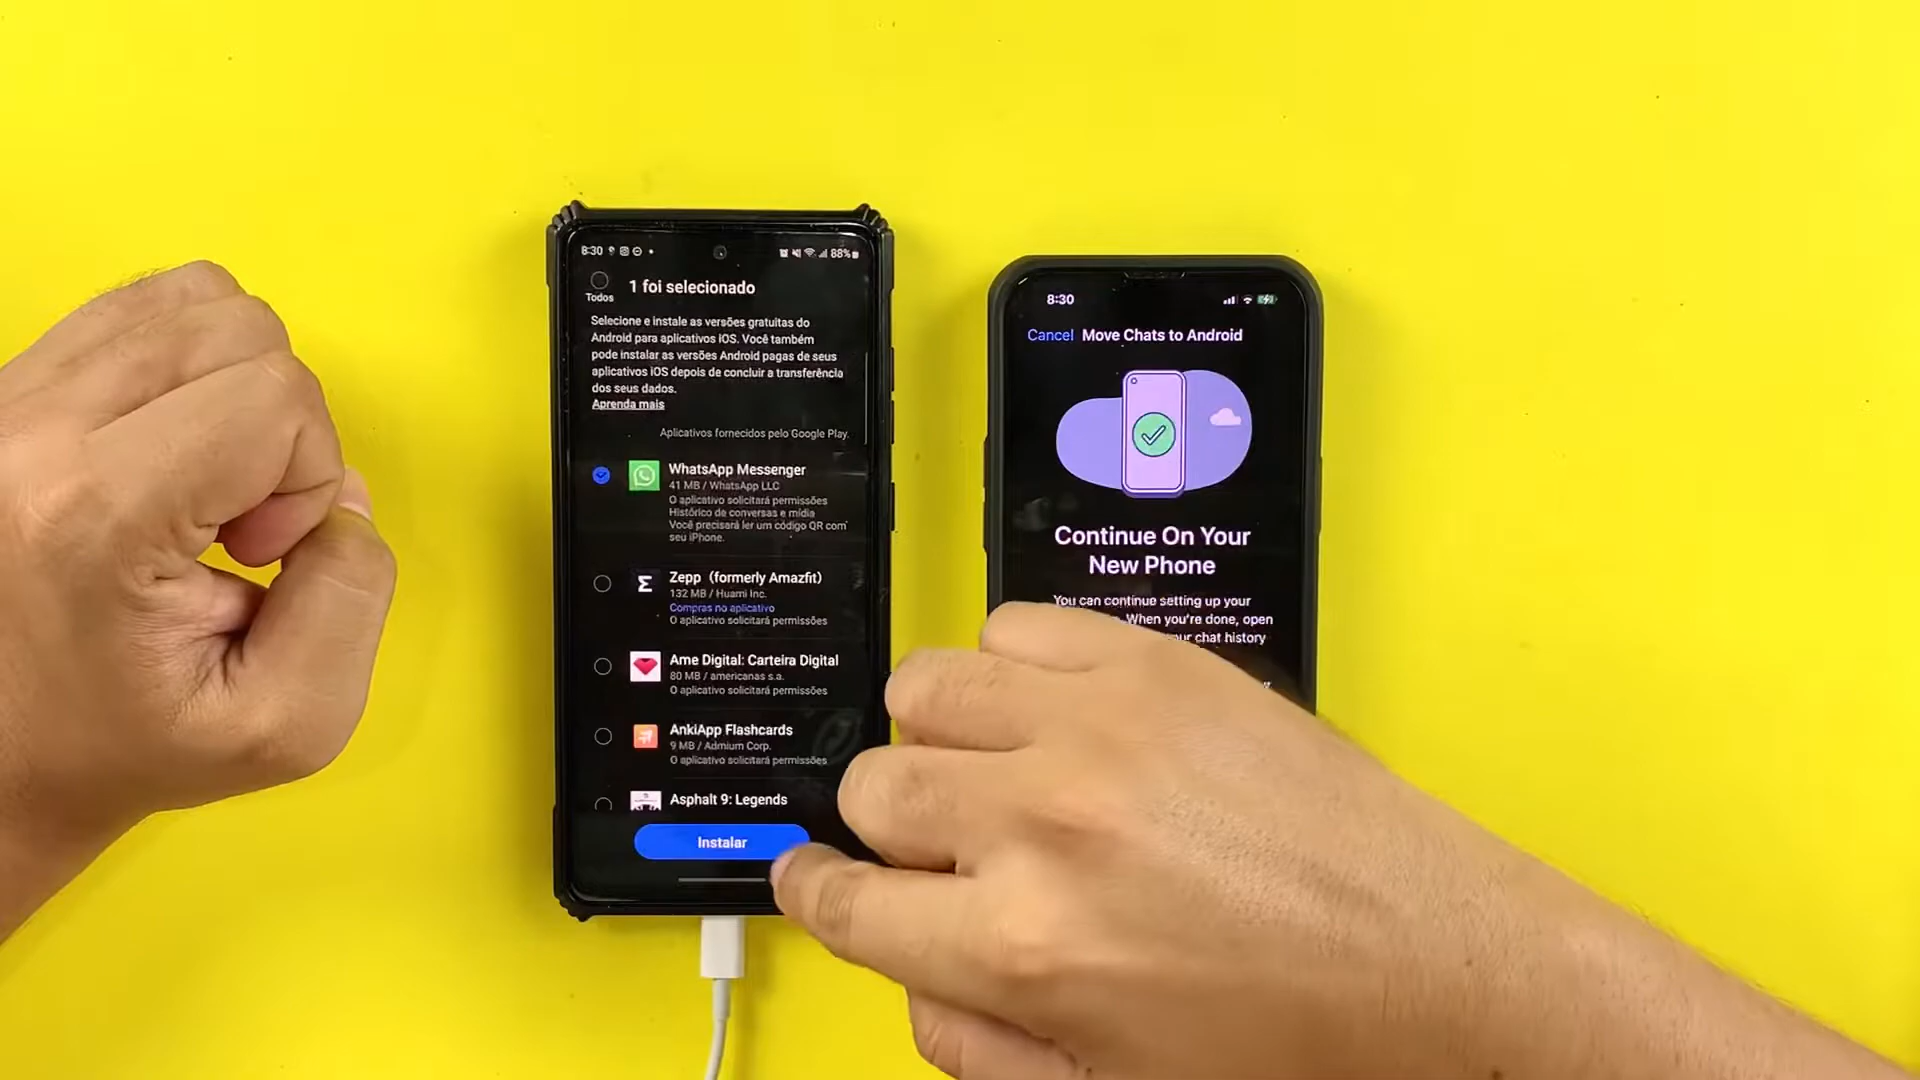 8:30
88%
Todos
1 foi selecionado
Selecione e instale as versões gratuitas do
Android para aplicativos iOS. Você também
pode instalar as versões Android pagas de seus
aplicativos iOS depois de concluir a transferência
dos seus dados.
Aprenda mais
Aplicativos fornecidos pelo Google Play.
WhatsApp Messenger
41 MB / WhatsApp LLC
O aplicativo solicitará permissões
Histórico de conversas e mídia
Você precisará ler um código QR com
seu iPhone.
Zepp (formerly Amazfit)
132 MB / Huami Inc.
Compras no aplicativo
O aplicativo solicitará permissões
Ame Digital: Carteira Digital
80 MB / americanas s.a.
O aplicativo solicitará permissões
AnkiApp Flashcards
9 MB / Admium Corp.
O aplicativo solicitará permissões
Asphalt 9: Legends
Instalar
8:30
Cancel Move Chats to Android
Continue On Your
New Phone
You can continue setting up your
When you're done, open
chat history